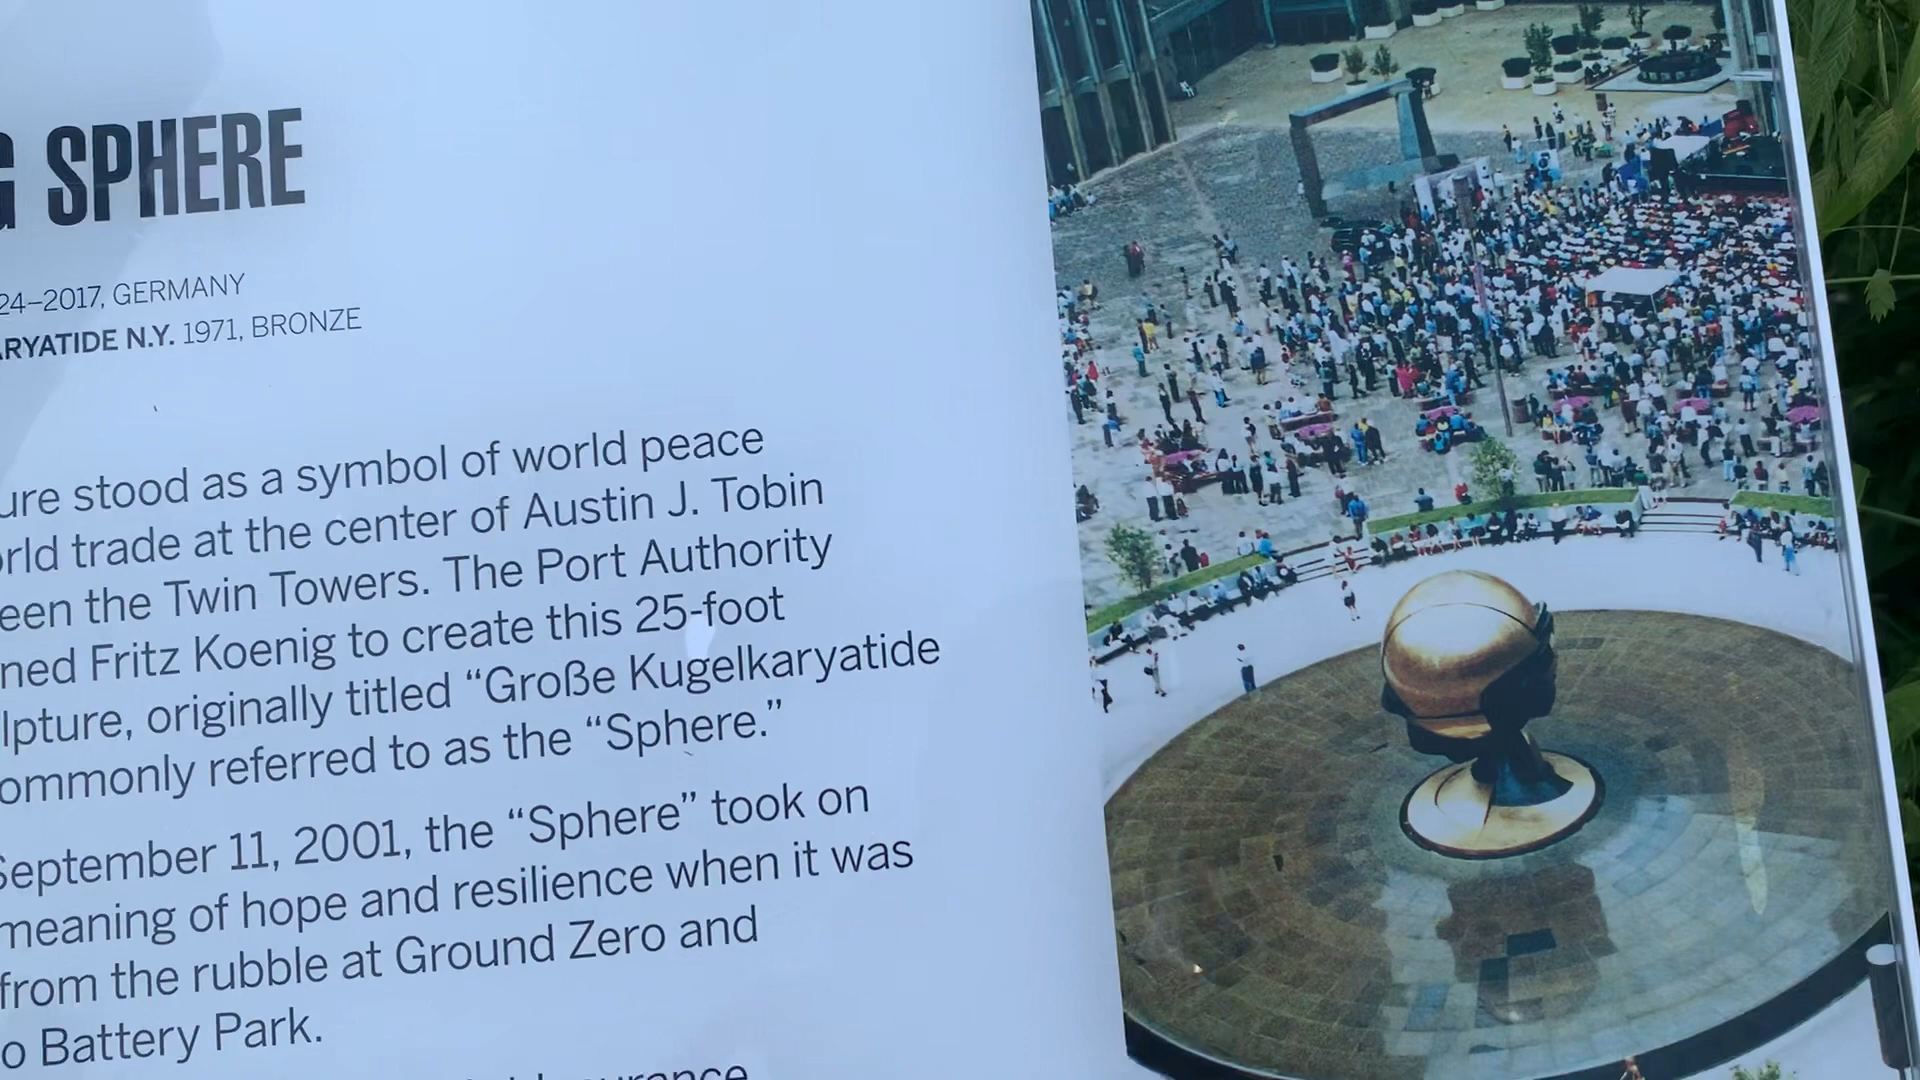 G SPHERE
24–2017, GERMANY
RYATIDE N.Y. 1971, BRONZE
ure stood as a symbol of world peace
rld trade at the center of Austin J. Tobin
een the Twin Towers. The Port Authority
ned Fritz Koenig to create this 25-foot
lpture, originally titled “Große Kugelkaryatide
ommonly referred to as the “Sphere.”
September 11, 2001, the “Sphere” took on
meaning of hope and resilience when it was
from the rubble at Ground Zero and
o Battery Park.